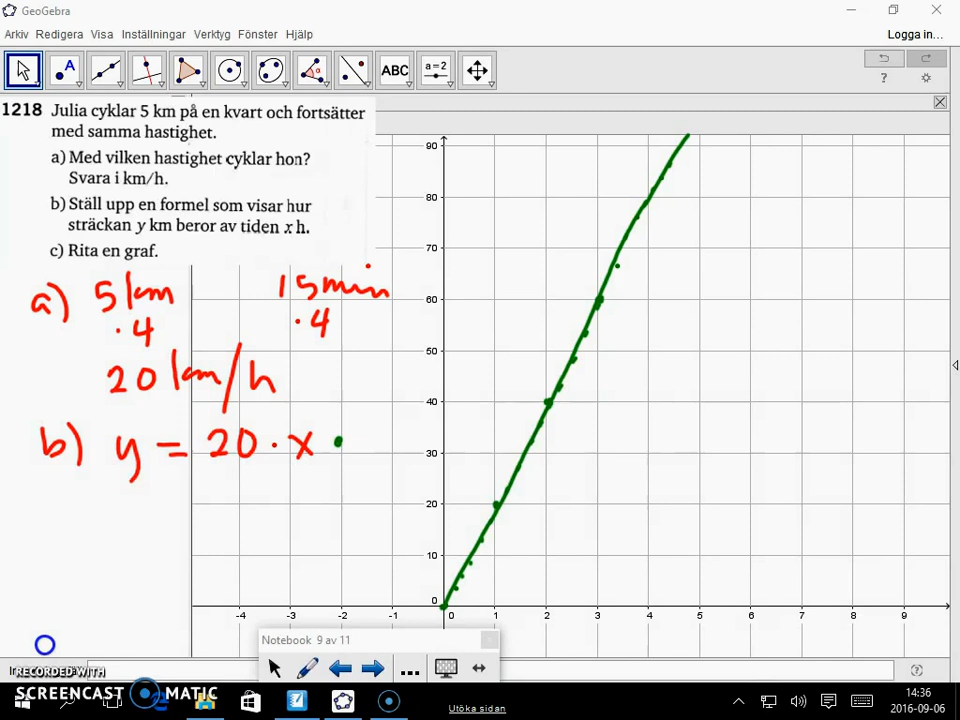 GeoGebra
Arkiv Redigera Visa Inställningar Verktyg Fönster Hjälp Logga in...
A ABC a=2 ?
1218 Julia cyklar 5 km på en kvart och fortsätter
med samma hastighet.
a) Med vilken hastighet cyklar hon?
Svara i km/h.
b) Ställ upp en formel som visar hur
sträckan y km beror av tiden x h.
c) Rita en graf.
a) 5 km 15 min
· 4 · 4
20 km/h
b) y = 20 · x
90
80
70
60
50
40
30
20
10
0
-4 -3 -2 -1 0 1 2 3 4 5 6 7 8 9
Notebook 9 av 11
...
RECORDED WITH
SCREENCAST MATIC
Utöka sidan
14:36
2016-09-06